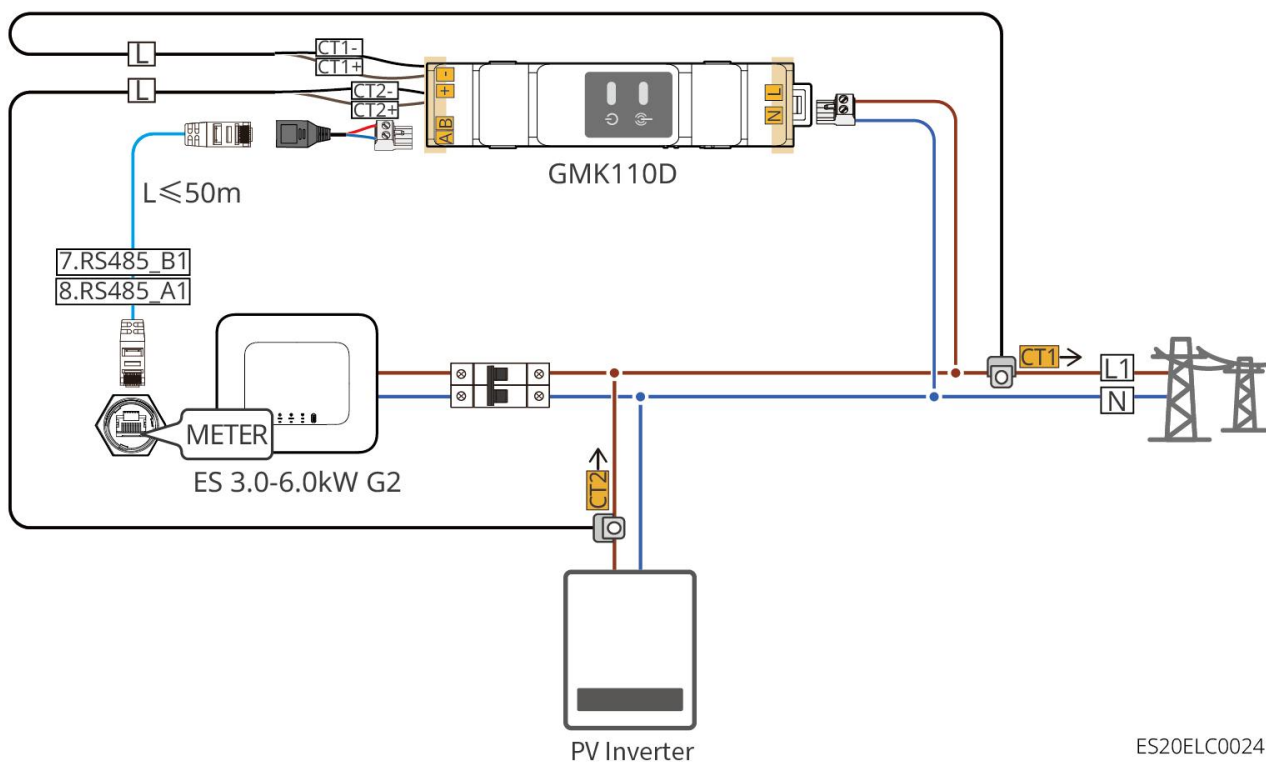 L
CT1-
CT1+
L
CT2-
CT2+
-
+
A B
L
N
GMK110D
L≤50m
7.RS485_B1
8.RS485_A1
METER
ES 3.0-6.0kW G2
CT1
L1
N
CT2
PV Inverter
ES20ELC0024